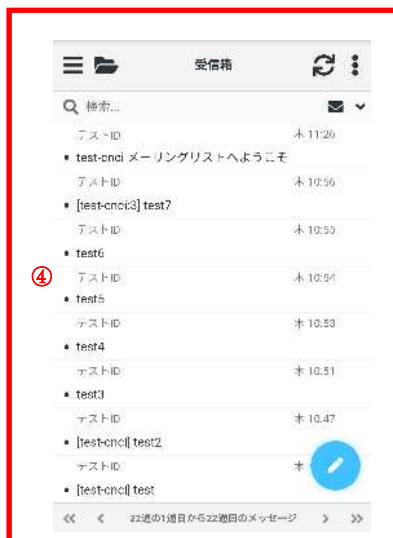 受信箱
検索...
テストID 木 11:26
• test-cnci メーリングリストへようこそ
テストID 木 10:56
• [test-cnci:3] test7
テストID 木 10:55
• test6
④
テストID 木 10:54
• test5
テストID 木 10:53
• test4
テストID 木 10:51
• test3
テストID 木 10:47
• [test-cnci] test2
テストID 木
• [test-cnci] test
22通の1通目から22通目のメッセージ